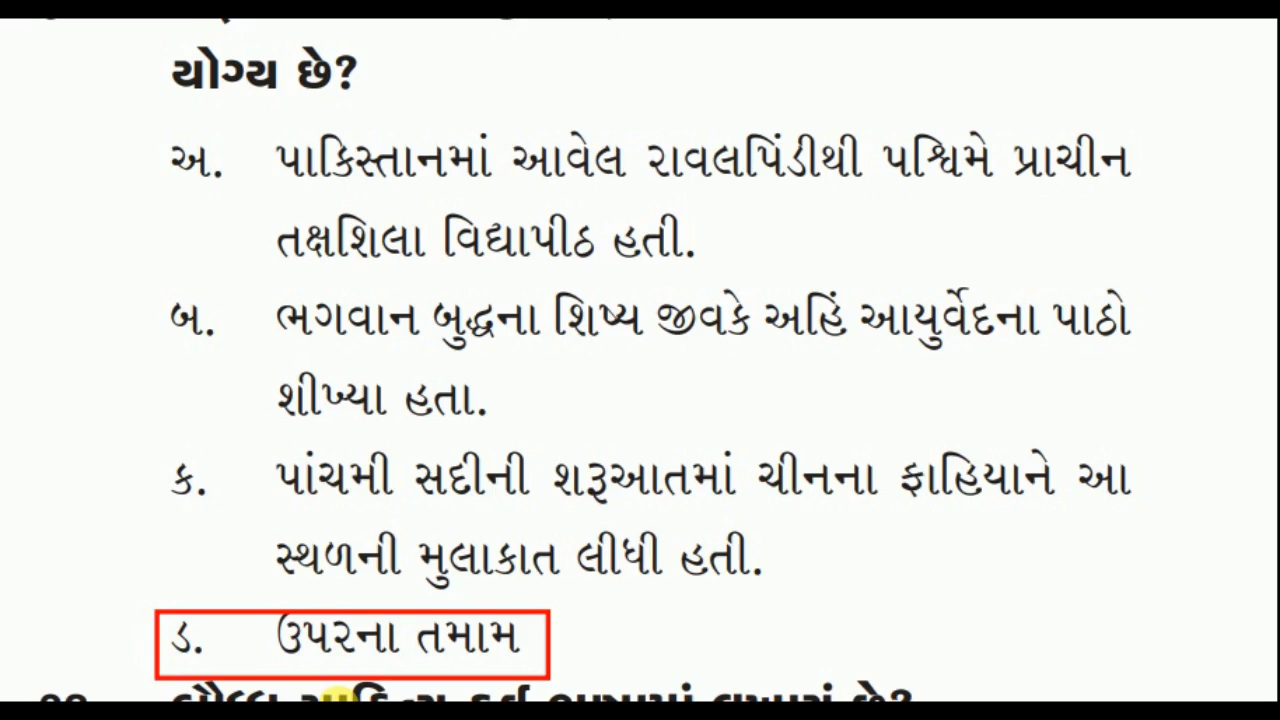 યોગ્ય છે?
અ. પાકિસ્તાનમાં આવેલ રાવલપિંડીથી પશ્ચિમે પ્રાચીન
તક્ષશિલા વિદ્યાપીઠ હતી.
બ. ભગવાન બુદ્ધના શિષ્ય જીવકે અહિં આયુર્વેદના પાઠો
શીખ્યા હતા.
ક. પાંચમી સદીની શરૂઆતમાં ચીનના ફાહિયાને આ
સ્થળની મુલાકાત લીધી હતી.
ડ. ઉપરના તમામ